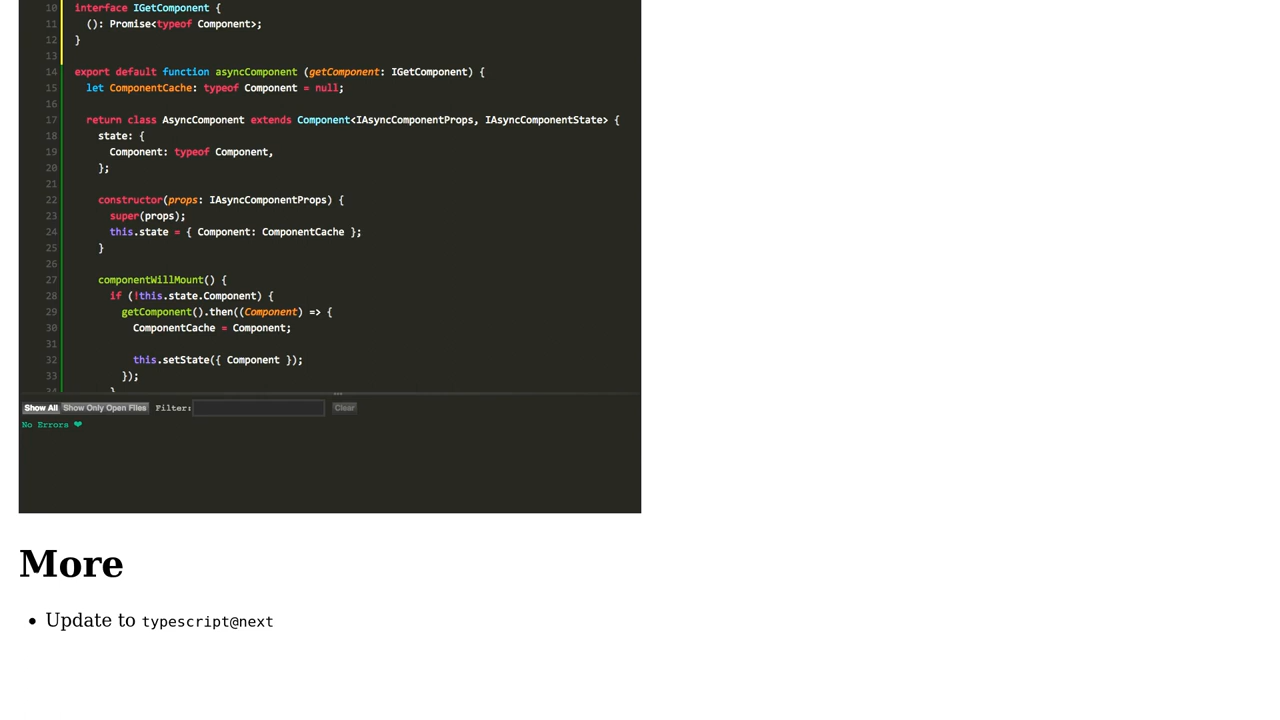 10 interface IGetComponent {
11 (): Promise<typeof Component>;
12 }
13
14 export default function asyncComponent (getComponent: IGetComponent) {
15 let ComponentCache: typeof Component = null;
16
17 return class AsyncComponent extends Component<IAsyncComponentProps, IAsyncComponentState> {
18 state: {
19 Component: typeof Component,
20 };
21
22 constructor(props: IAsyncComponentProps) {
23 super(props);
24 this.state = { Component: ComponentCache };
25 }
26
27 componentWillMount() {
28 if (!this.state.Component) {
29 getComponent().then((Component) => {
30 ComponentCache = Component;
31
32 this.setState({ Component });
33 });
34 }
Show All Show Only Open Files Filter: Clear
No Errors ❤
More
• Update to typescript@next